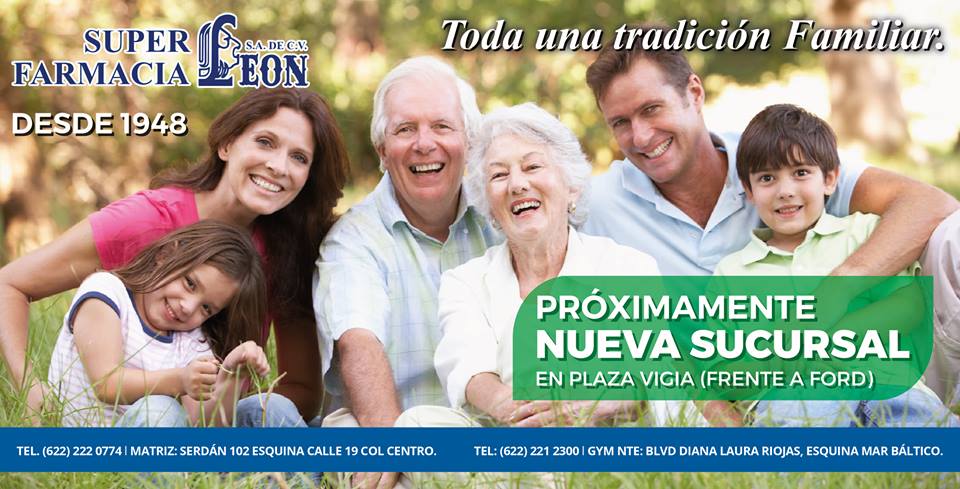 SUPER
FARMACIA LEÓN S.A. DE C.V.
DESDE 1948
Toda una tradición Familiar.
PRÓXIMAMENTE
NUEVA SUCURSAL
EN PLAZA VIGIA (FRENTE A FORD)
TEL. (622) 222 0774 | MATRIZ: SERDÁN 102 ESQUINA CALLE 19 COL CENTRO.
TEL: (622) 221 2300 | GYM NTE: BLVD DIANA LAURA RIOJAS, ESQUINA MAR BÁLTICO.